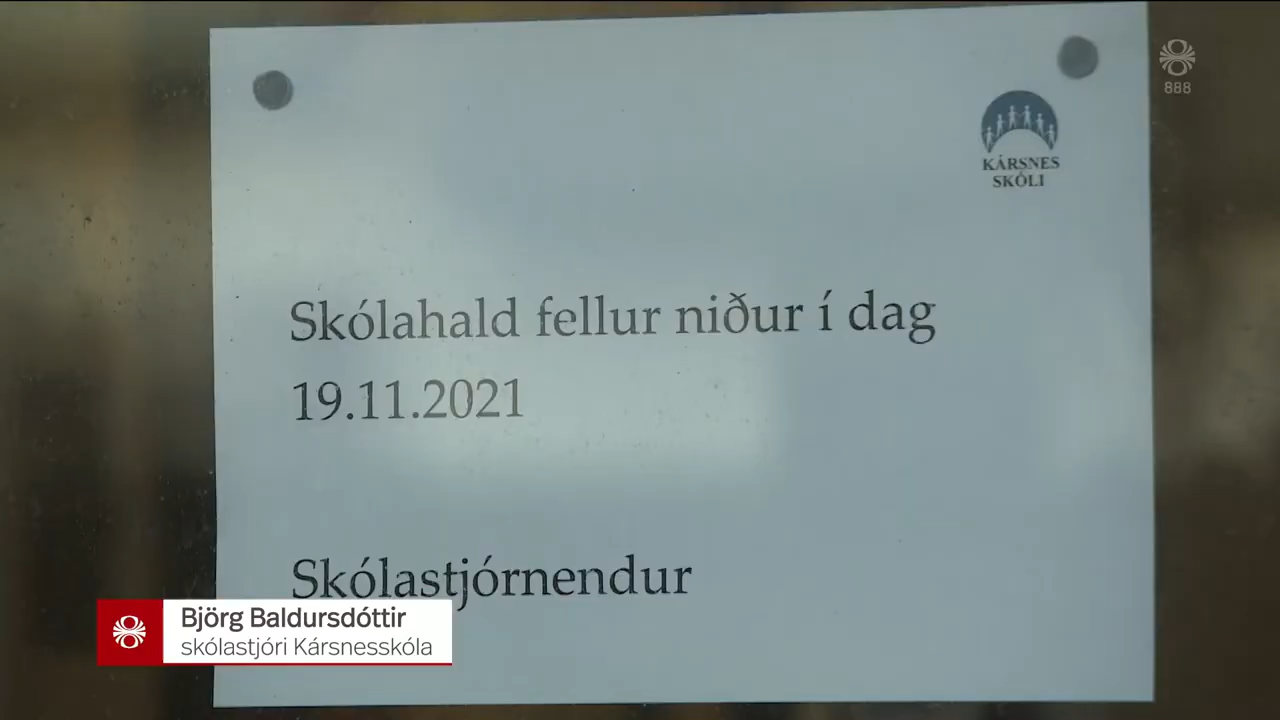 888
KÁRSNES
SKÓLI
Skólahald fellur niður í dag
19.11.2021
Skólastjórnendur
Björg Baldursdóttir
skólastjóri Kársnesskóla